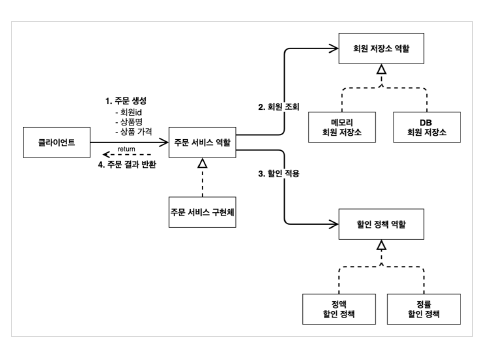 회원 저장소 역할
1. 주문 생성
- 회원id
- 상품명
- 상품 가격
2. 회원 조회
메모리
회원 저장소
DB
회원 저장소
클라이언트
주문 서비스 역할
return
4. 주문 결과 반환
3. 할인 적용
주문 서비스 구현체
할인 정책 역할
정액
할인 정책
정률
할인 정책